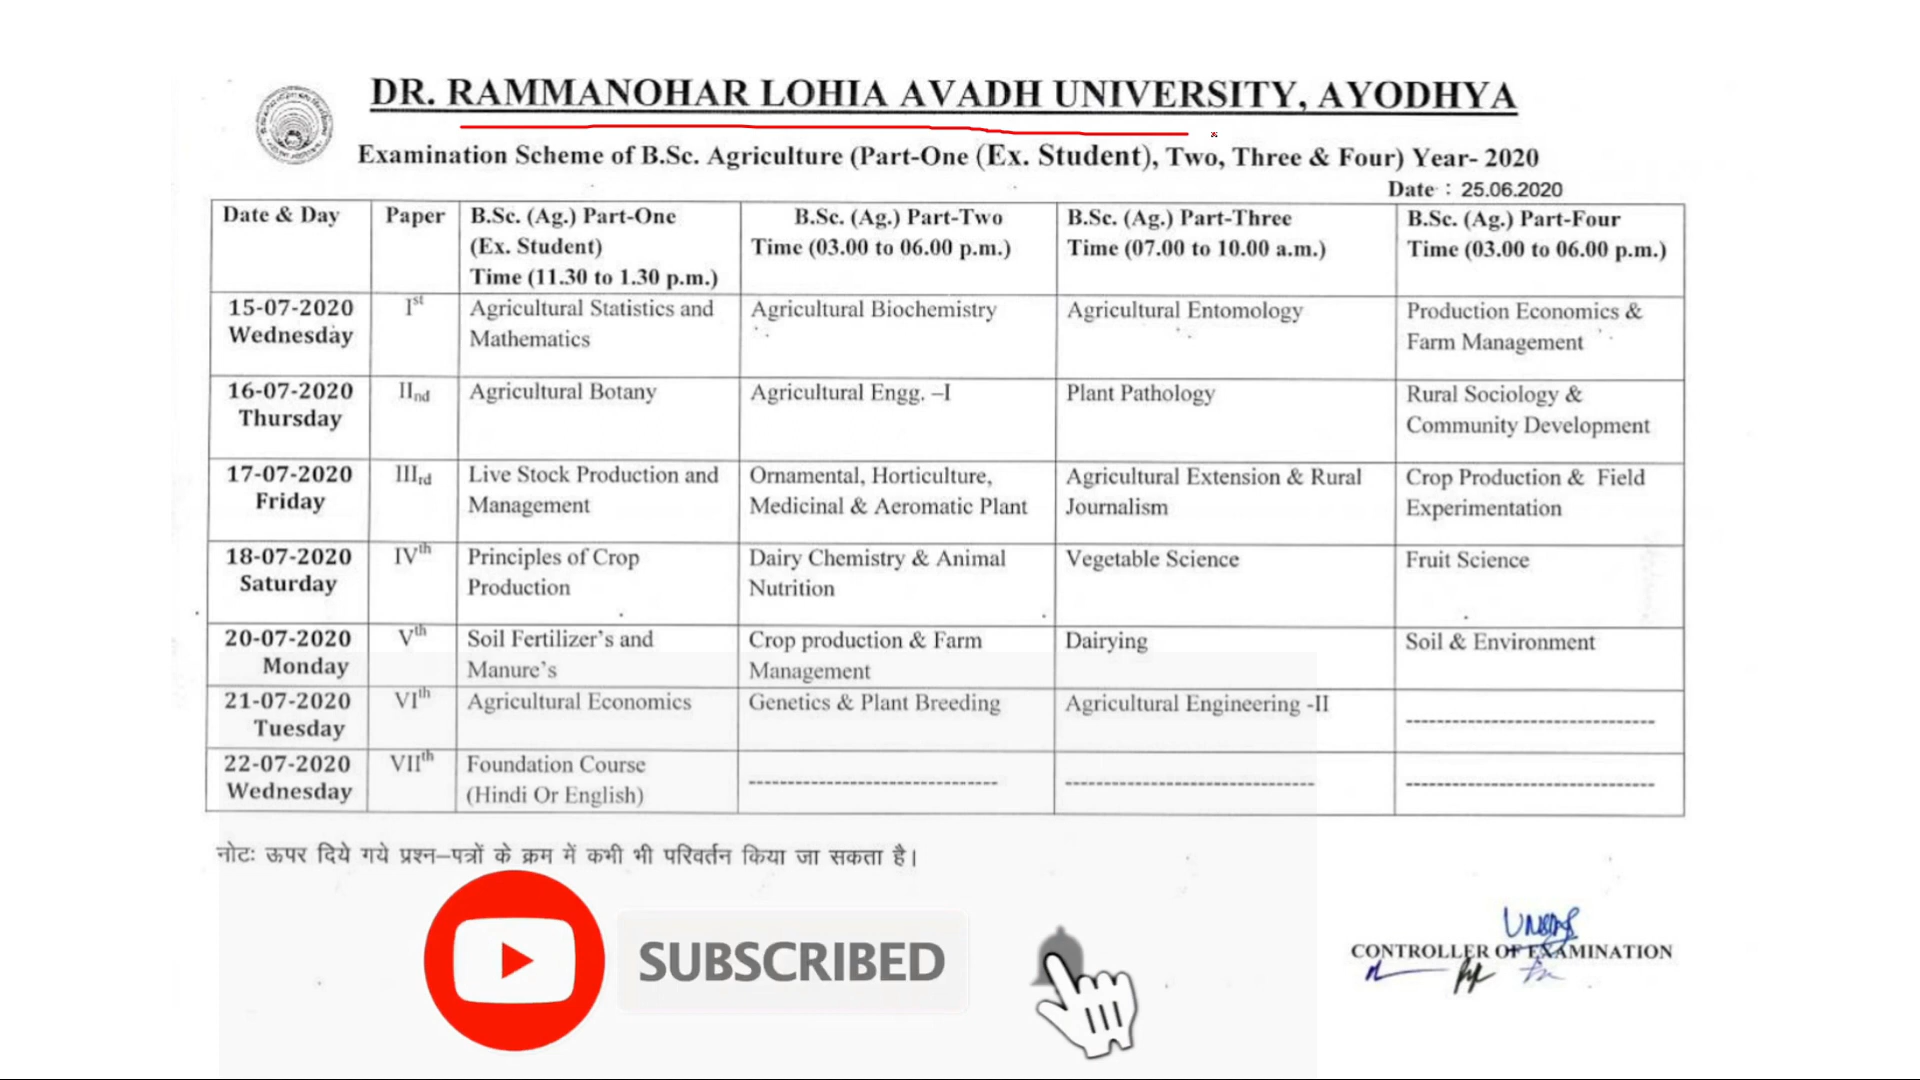 DR. RAMMANOHAR LOHIA AVADH UNIVERSITY, AYODHYA
Examination Scheme of B.Sc. Agriculture (Part-One (Ex. Student), Two, Three & Four) Year- 2020
Date : 25.06.2020
Date & Day
Paper
B.Sc. (Ag.) Part-One
(Ex. Student)
Time (11.30 to 1.30 p.m.)
B.Sc. (Ag.) Part-Two
Time (03.00 to 06.00 p.m.)
B.Sc. (Ag.) Part-Three
Time (07.00 to 10.00 a.m.)
B.Sc. (Ag.) Part-Four
Time (03.00 to 06.00 p.m.)
15-07-2020
Wednesday
Ist
Agricultural Statistics and
Mathematics
Agricultural Biochemistry
Agricultural Entomology
Production Economics &
Farm Management
16-07-2020
Thursday
IInd
Agricultural Botany
Agricultural Engg. –I
Plant Pathology
Rural Sociology &
Community Development
17-07-2020
Friday
IIIrd
Live Stock Production and
Management
Ornamental, Horticulture,
Medicinal & Aeromatic Plant
Agricultural Extension & Rural
Journalism
Crop Production & Field
Experimentation
18-07-2020
Saturday
IVth
Principles of Crop
Production
Dairy Chemistry & Animal
Nutrition
Vegetable Science
Fruit Science
20-07-2020
Monday
Vth
Soil Fertilizer's and
Manure's
Crop production & Farm
Management
Dairying
Soil & Environment
21-07-2020
Tuesday
VIth
Agricultural Economics
Genetics & Plant Breeding
Agricultural Engineering -II
------------------------------
22-07-2020
Wednesday
VIIth
Foundation Course
(Hindi Or English)
------------------------------
------------------------------
------------------------------
नोटः ऊपर दिये गये प्रश्न–पत्रों के क्रम में कभी भी परिवर्तन किया जा सकता है।
SUBSCRIBED
CONTROLLER OF EXAMINATION